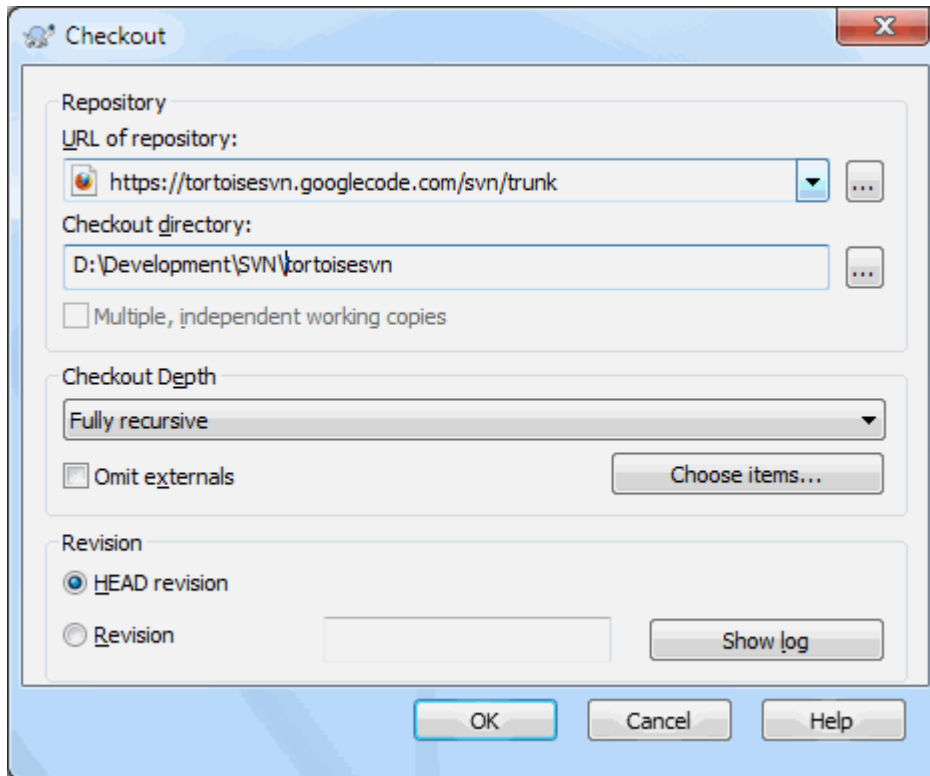 Checkout
Repository
URL of repository:
https://tortoisesvn.googlecode.com/svn/trunk
...
Checkout directory:
D:\Development\SVN\tortoisesvn
...
Multiple, independent working copies
Checkout Depth
Fully recursive
Omit externals
Choose items...
Revision
HEAD revision
Revision
Show log
OK
Cancel
Help